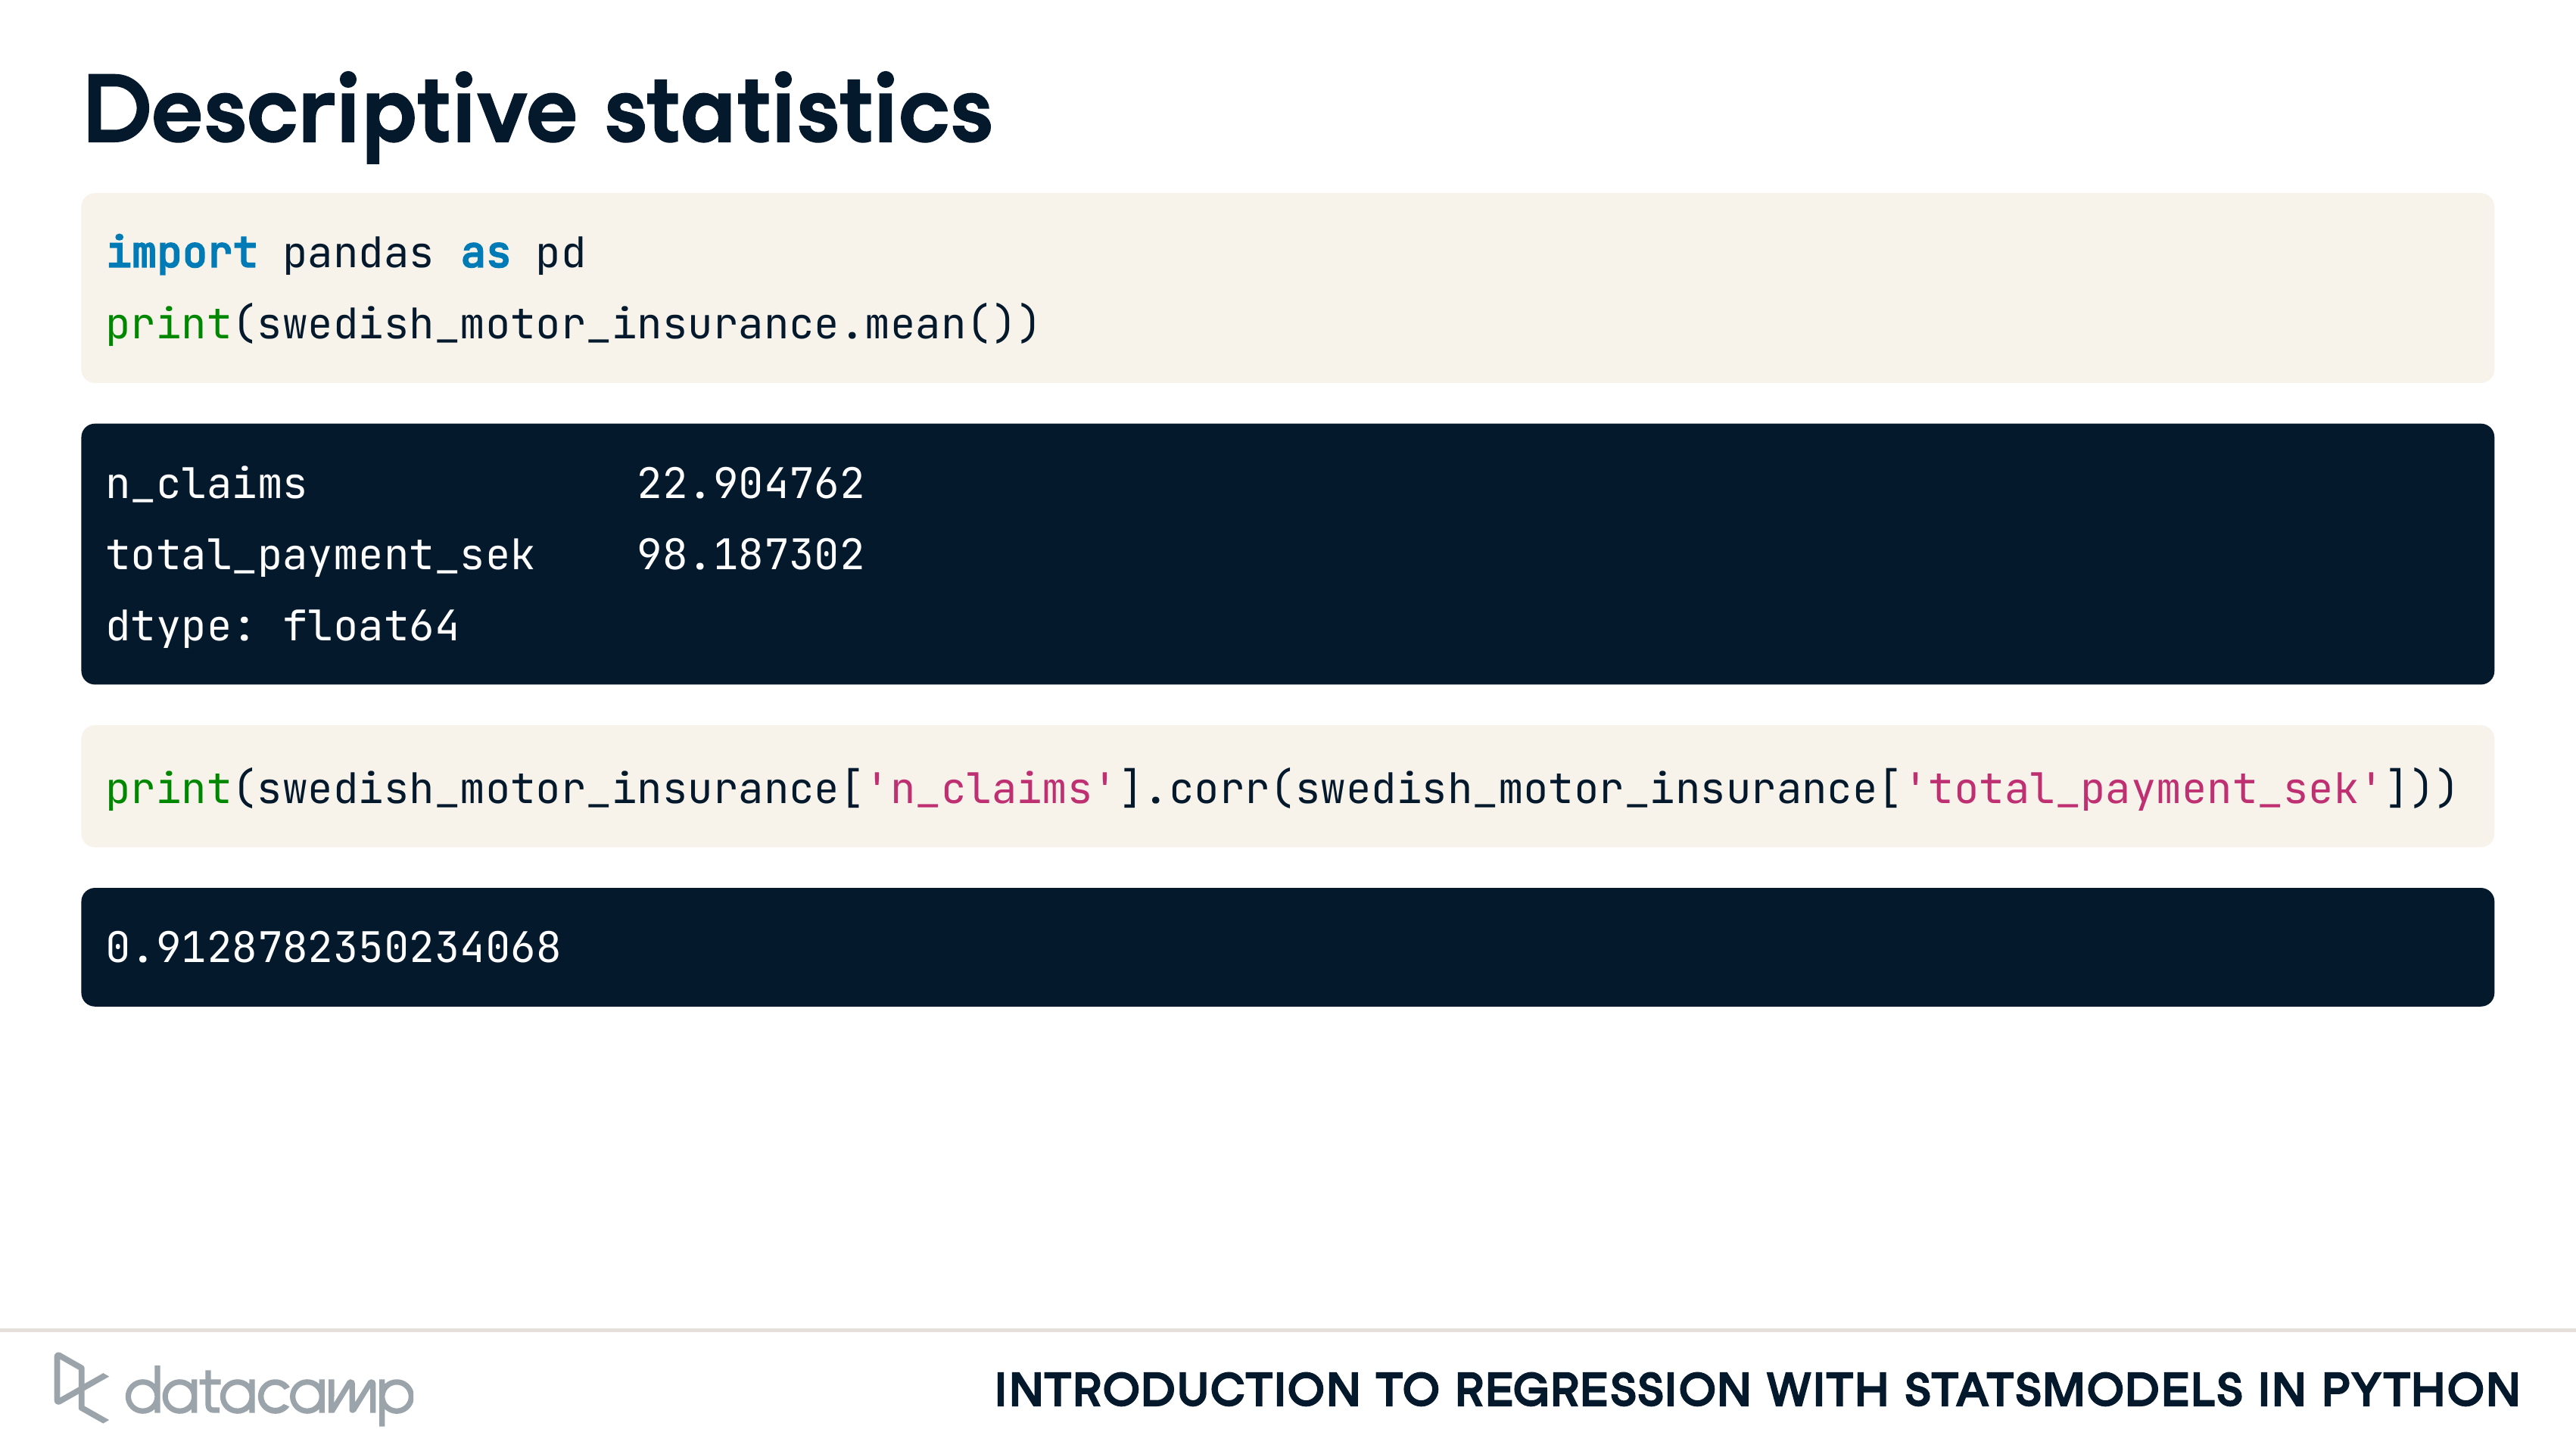 Descriptive statistics
import pandas as pd
print(swedish_motor_insurance.mean())
n_claims             22.904762
total_payment_sek    98.187302
dtype: float64
print(swedish_motor_insurance['n_claims'].corr(swedish_motor_insurance['total_payment_sek']))
0.9128782350234068
datacamp
INTRODUCTION TO REGRESSION WITH STATSMODELS IN PYTHON